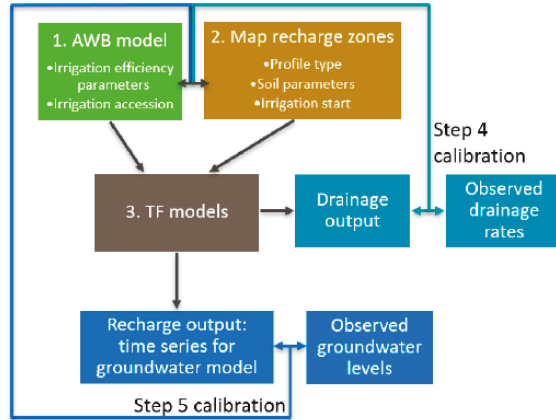 1. AWB model
•Irrigation efficiency
parameters
•Irrigation accession
2. Map recharge zones
•Profile type
•Soil parameters
•Irrigation start
Step 4
calibration
3. TF models
Drainage
output
Observed
drainage
rates
Recharge output:
time series for
groundwater model
Observed
groundwater
levels
Step 5 calibration